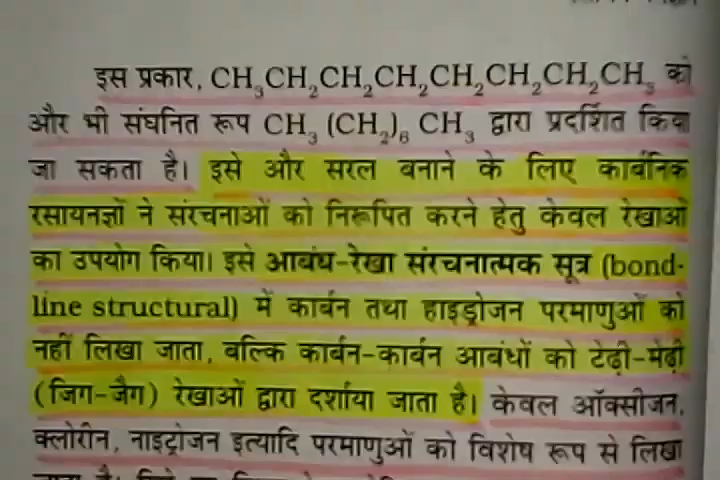 इस प्रकार, CH₃CH₂CH₂CH₂CH₂CH₂CH₂CH₃ को
और भी संघनित रूप CH₃ (CH₂)₆ CH₃ द्वारा प्रदर्शित किया
जा सकता है। इसे और सरल बनाने के लिए कार्बनिक
रसायनज्ञों ने संरचनाओं को निरूपित करने हेतु केवल रेखाओं
का उपयोग किया। इसे आबंध-रेखा संरचनात्मक सूत्र (bond-
line structural) में कार्बन तथा हाइड्रोजन परमाणुओं को
नहीं लिखा जाता, बल्कि कार्बन-कार्बन आबंधों को टेढ़ी-मेढ़ी
(जिग-जैग) रेखाओं द्वारा दर्शाया जाता है। केवल ऑक्सीजन,
क्लोरीन, नाइट्रोजन इत्यादि परमाणुओं को विशेष रूप से लिखा